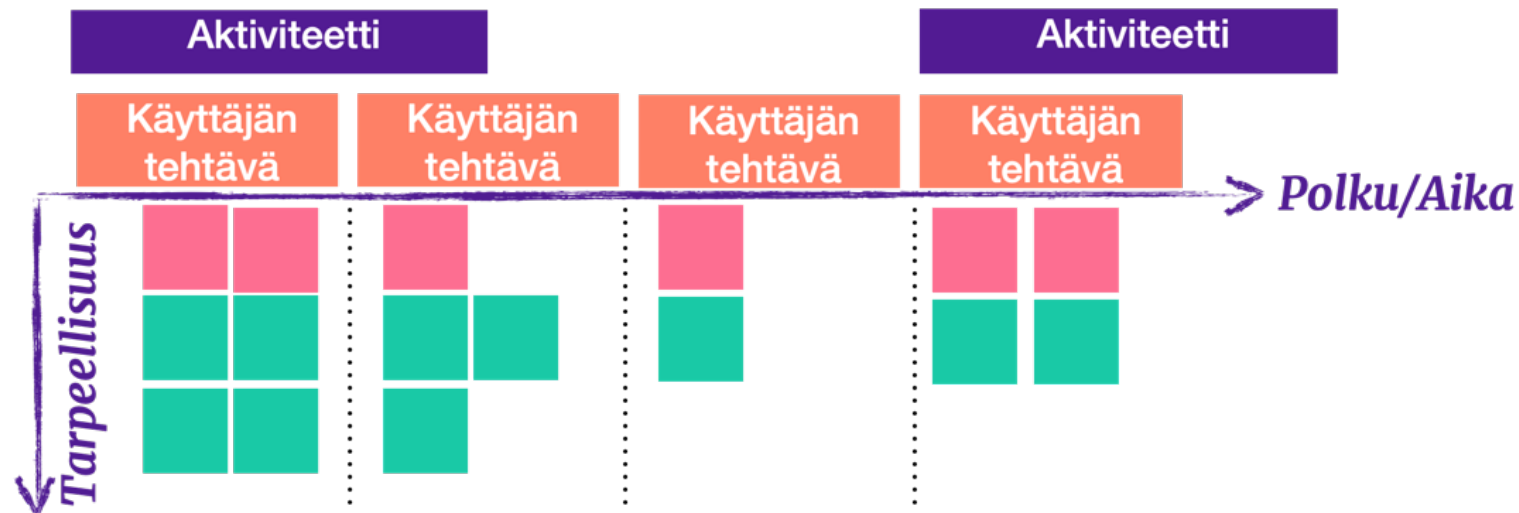 Aktiviteetti
Aktiviteetti
Käyttäjän
tehtävä
Käyttäjän
tehtävä
Käyttäjän
tehtävä
Käyttäjän
tehtävä
Polku/Aika
Tarpeellisuus